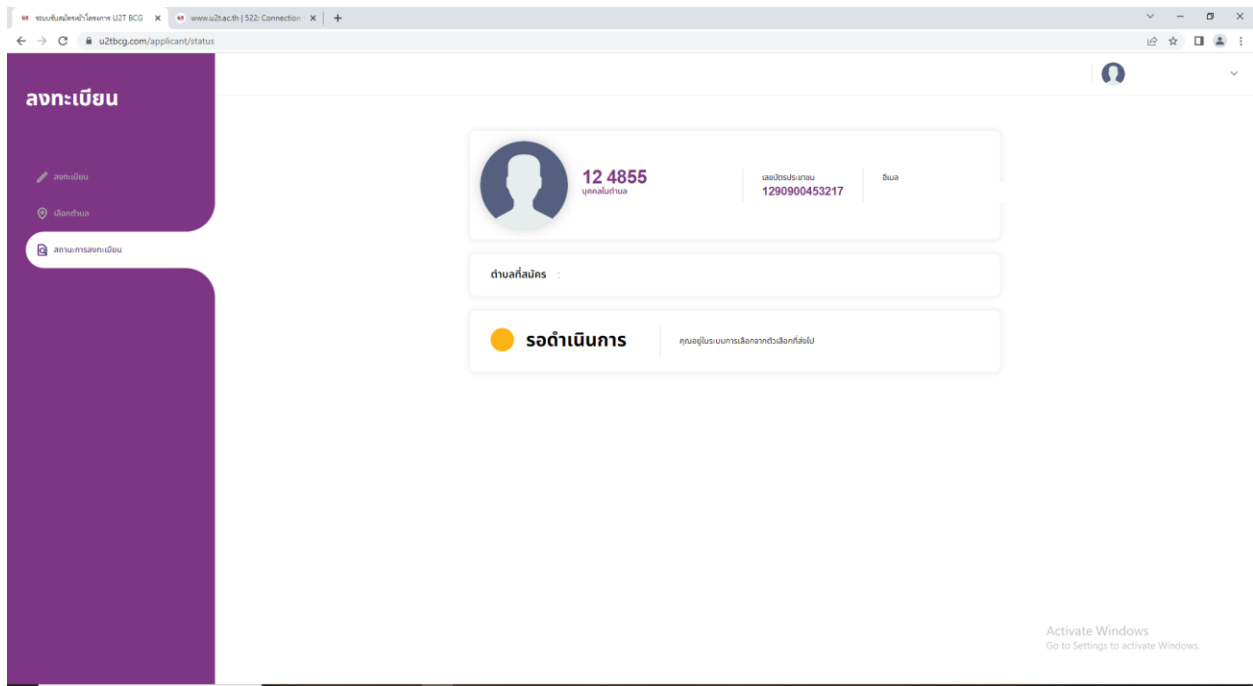 ระบบรับสมัครเข้าโครงการ U2T BCG
www.u2t.ac.th | 522: Connection
u2tbcg.com/applicant/status
ลงทะเบียน
ลงทะเบียน
เลือกตำบล
สถานะการลงทะเบียน
12 4855
บุคคลในตำบล
เลขบัตรประชาชน
1290900453217
อีเมล
ตำบลที่สมัคร :
รอดำเนินการ
คุณอยู่ในระบบการเลือกจากตัวเลือกที่ส่งไป
Activate Windows
Go to Settings to activate Windows.